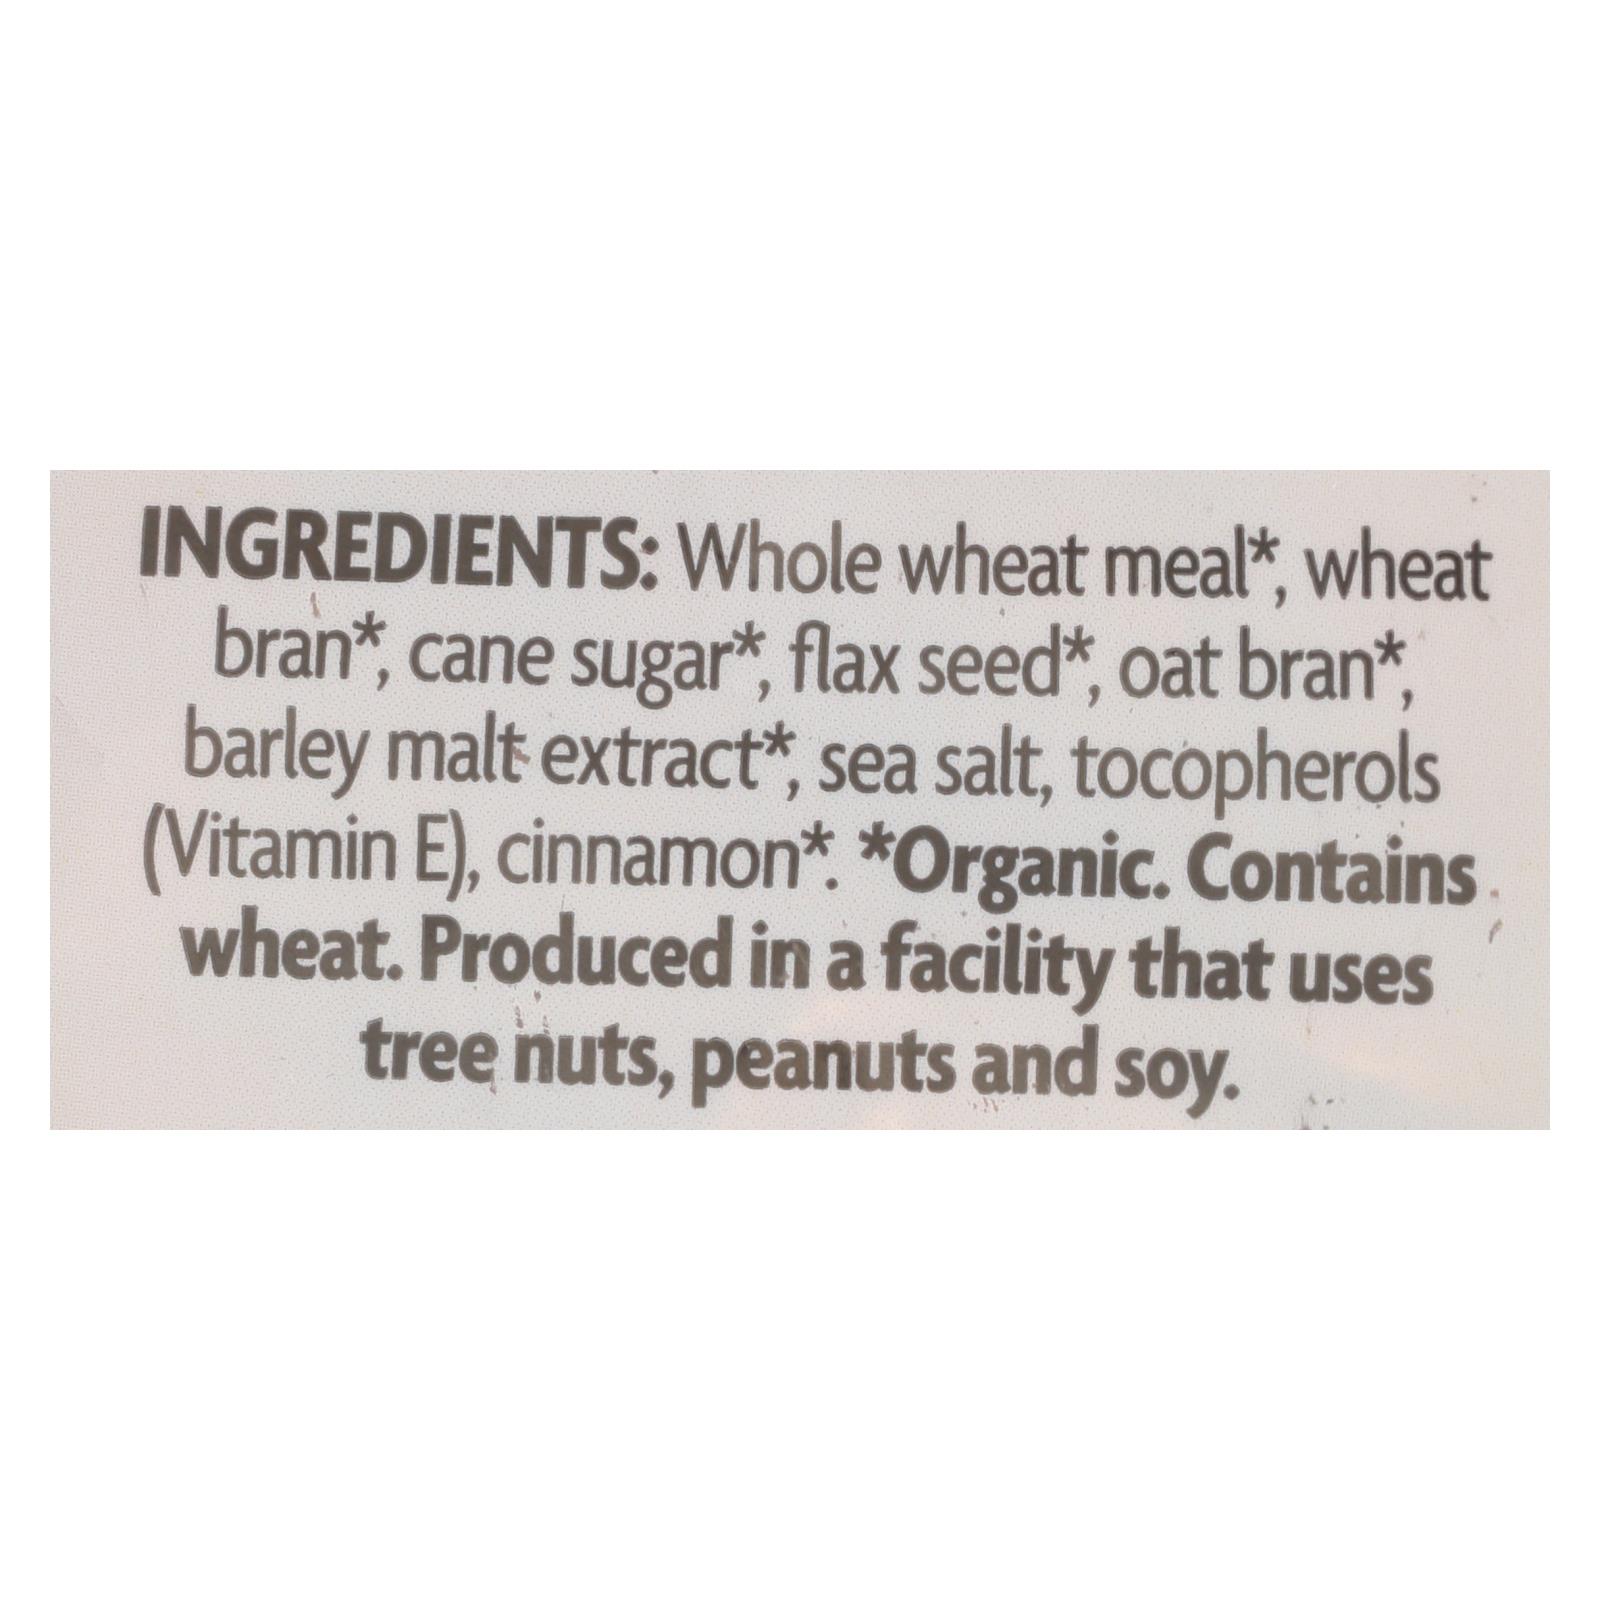 INGREDIENTS: Whole wheat meal*, wheat
bran*, cane sugar*, flax seed*, oat bran*,
barley malt extract*, sea salt, tocopherols
(Vitamin E), cinnamon*. *Organic. Contains
wheat. Produced in a facility that uses
tree nuts, peanuts and soy.